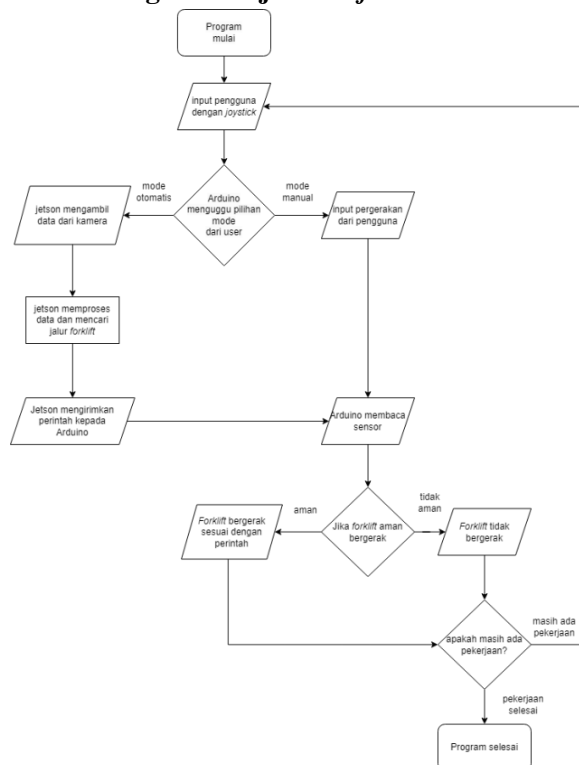 Program
mulai
input pengguna
dengan joystick
mode
otomatis
Arduino
menguggu pilihan
mode
dari user
mode
manual
jetson mengambil
data dari kamera
input pergerakan
dari pengguna
jetson memproses
data dan mencari
jalur forklift
Jetson mengirimkan
perintah kepada
Arduino
Arduino membaca
sensor
aman
Jika forklift aman
bergerak
tidak
aman
Forklift bergerak
sesuai dengan
perintah
Forklift tidak
bergerak
apakah masih ada
pekerjaan?
masih ada
pekerjaan
pekerjaan
selesai
Program selesai